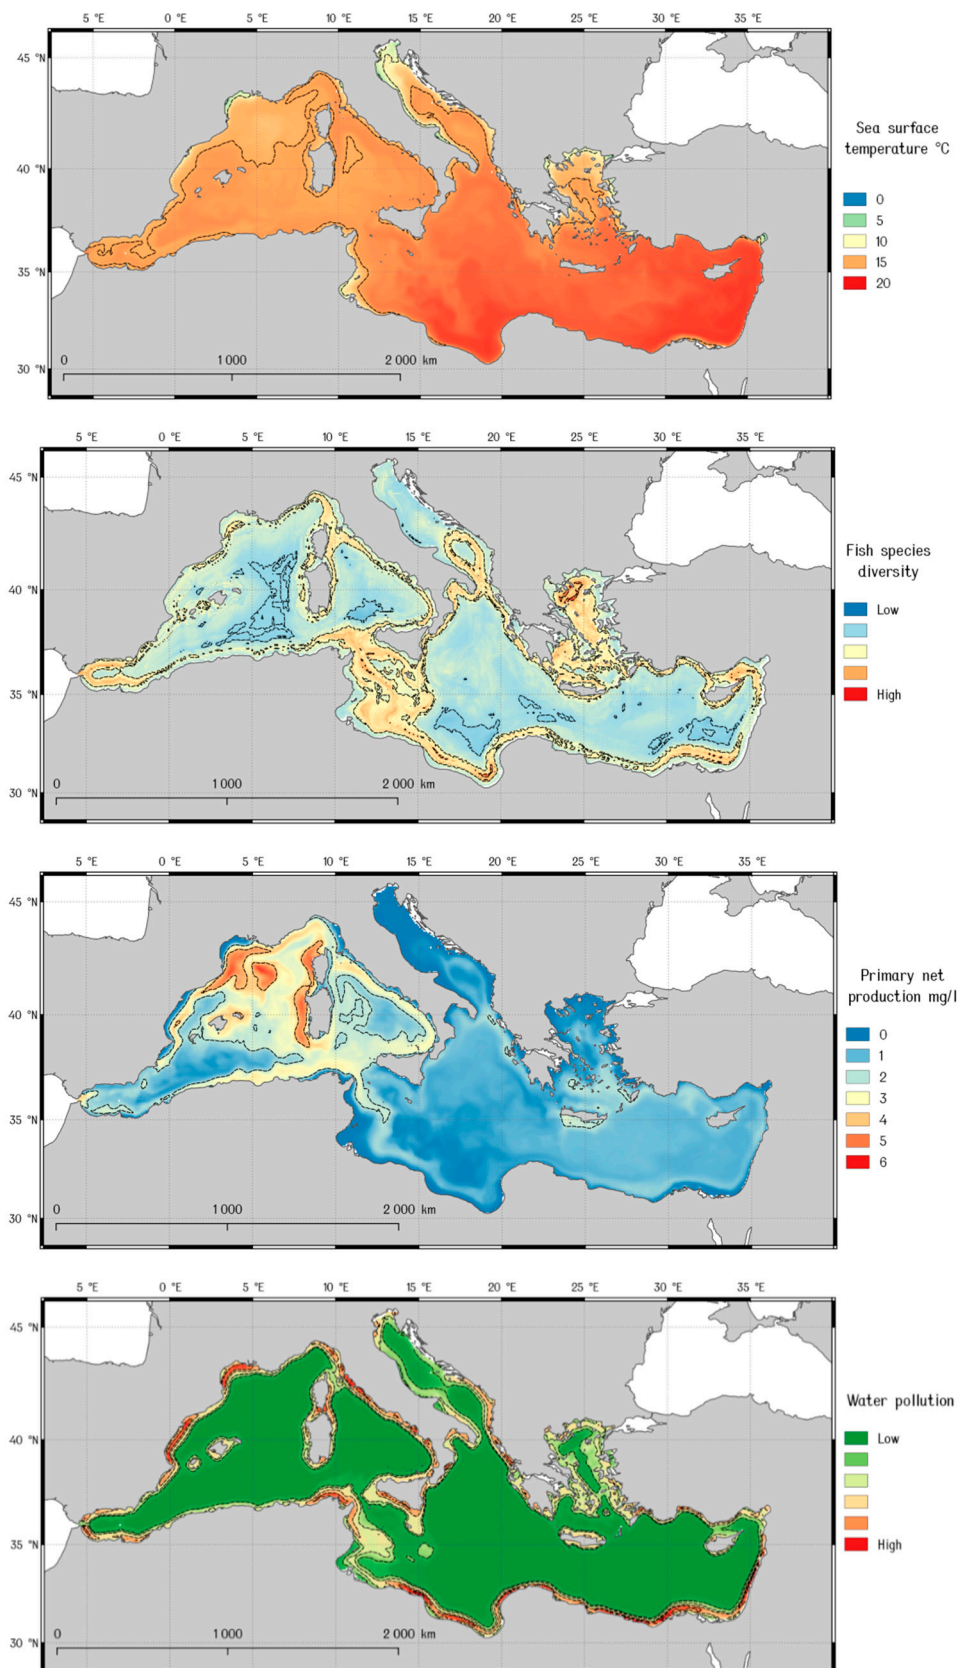 5 °E 0 °E 5 °E 10 °E 15 °E 20 °E 25 °E 30 °E 35 °E
45 °N
40 °N
35 °N
30 °N
0 1 000 2 000 km
Sea surface
temperature °C
0
5
10
15
20
5 °E 0 °E 5 °E 10 °E 15 °E 20 °E 25 °E 30 °E 35 °E
45 °N
40 °N
35 °N
30 °N
0 1 000 2 000 km
Fish species
diversity
Low
High
5 °E 0 °E 5 °E 10 °E 15 °E 20 °E 25 °E 30 °E 35 °E
45 °N
40 °N
35 °N
30 °N
0 1 000 2 000 km
Primary net
production mg/l
0
1
2
3
4
5
6
5 °E 0 °E 5 °E 10 °E 15 °E 20 °E 25 °E 30 °E 35 °E
45 °N
40 °N
35 °N
30 °N
0 1 000 2 000 km
Water pollution
Low
High